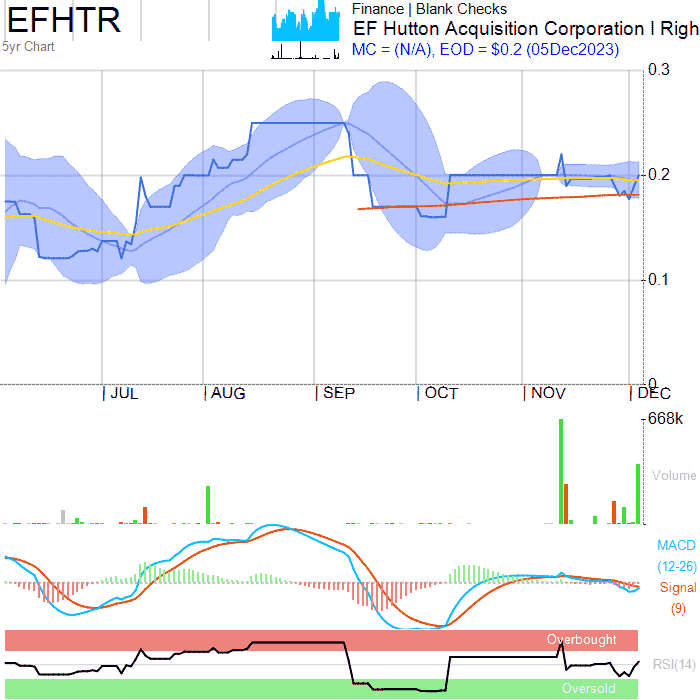 EFHTR
5yr Chart
Finance | Blank Checks
EF Hutton Acquisition Corporation I Righ
MC = (N/A), EOD = $0.2 (05Dec2023)
0.3
0.2
0.1
0
JUL AUG SEP OCT NOV DEC
668k
Volume
MACD
(12-26)
Signal
(9)
Overbought
RSI(14)
Oversold